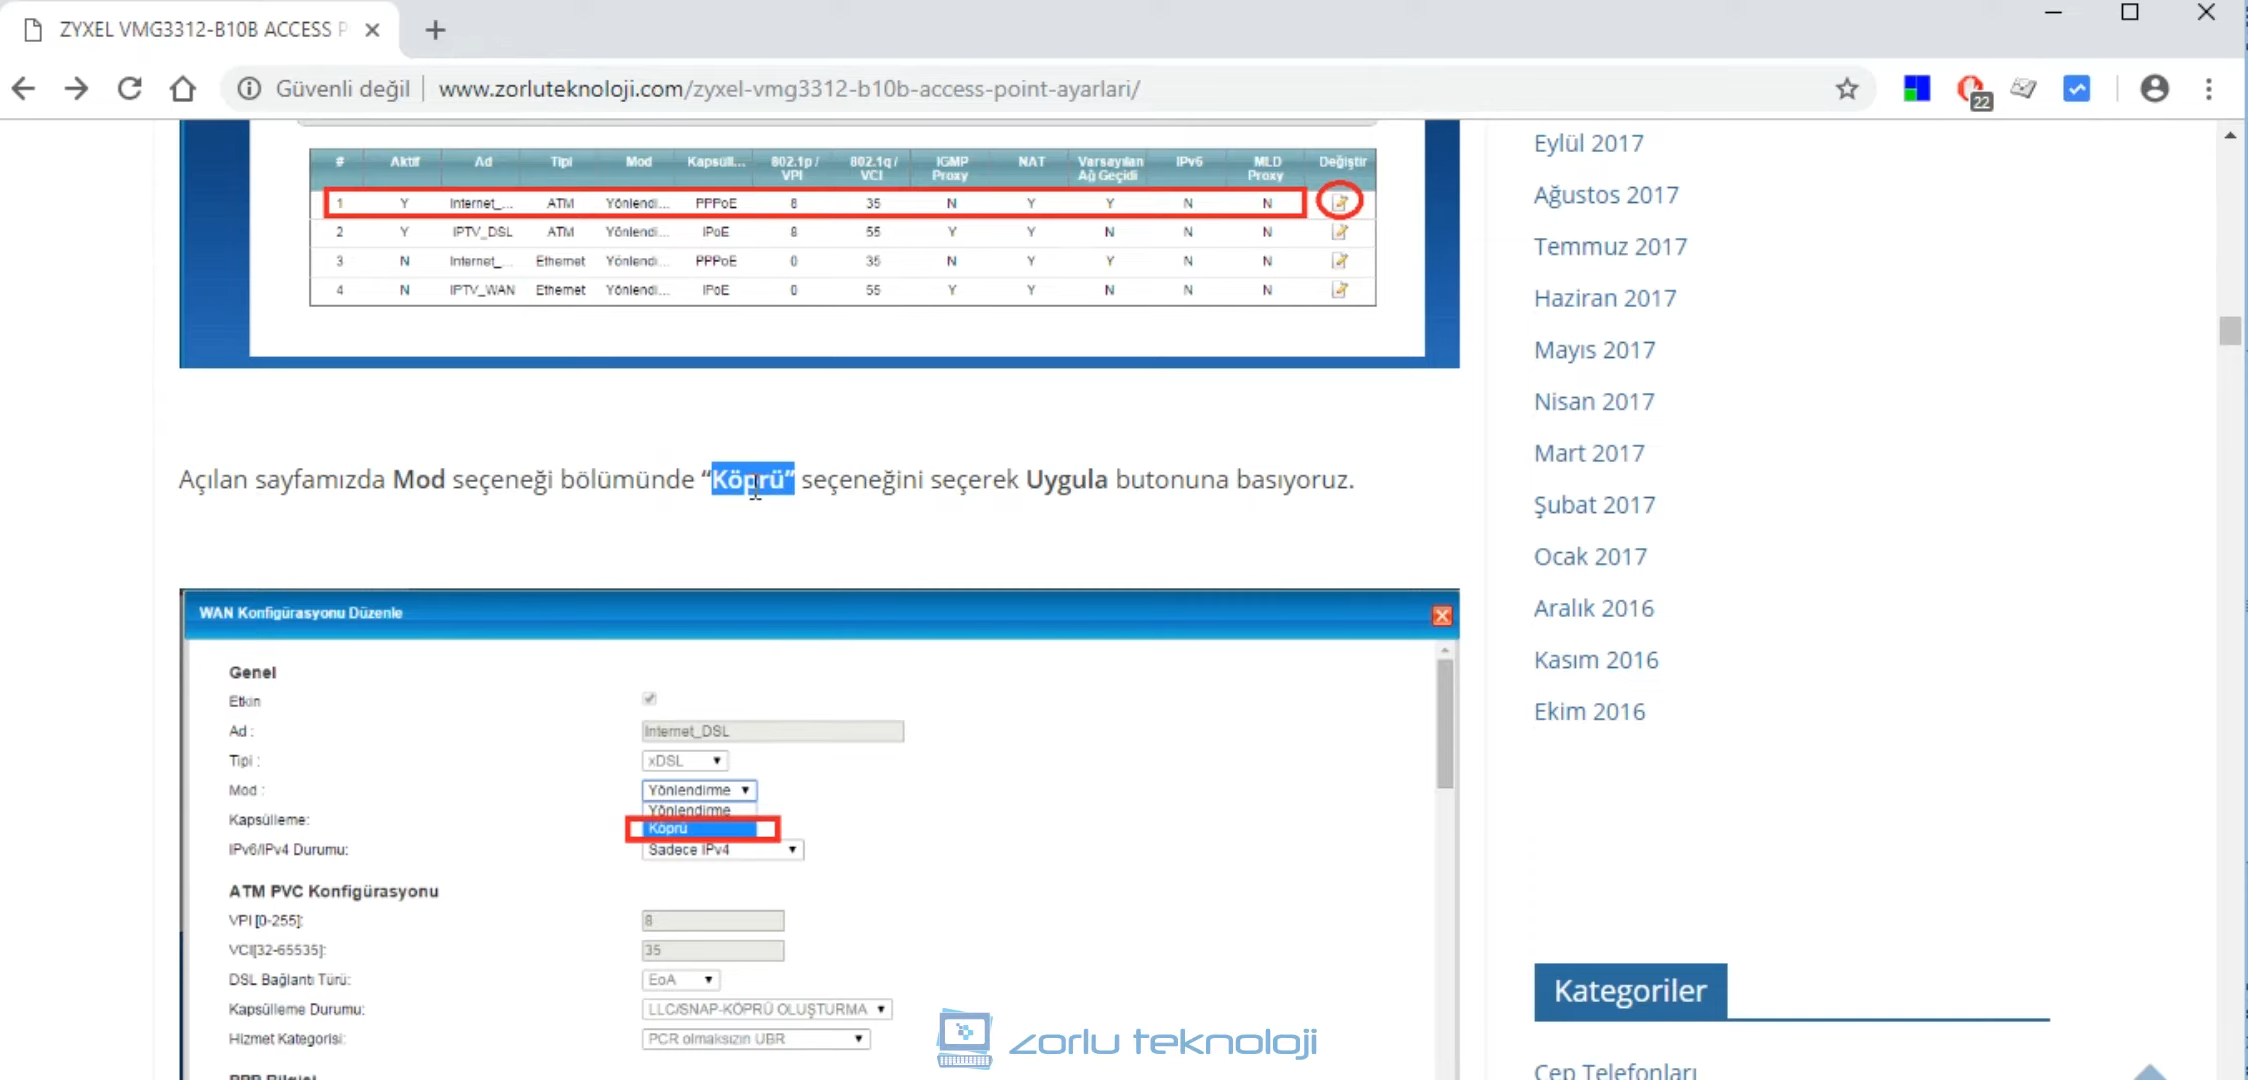 ZYXEL VMG3312-B10B ACCESS P
Güvenli değil | www.zorluteknoloji.com/zyxel-vmg3312-b10b-access-point-ayarlari/
22
# Aktif Ad Tipi Mod Kapsüll... 802.1p / VPI 802.1q / VCI IGMP Proxy NAT Varsayılan Ağ Geçidi IPv6 MLD Proxy Değiştir
1 Y Internet_... ATM Yönlendi... PPPoE 8 35 N Y Y N N
2 Y IPTV_DSL ATM Yönlendi... IPoE 8 55 Y Y N N N
3 N Internet_... Ethernet Yönlendi... PPPoE 0 35 N Y Y N N
4 N IPTV_WAN Ethernet Yönlendi... IPoE 0 55 Y Y N N N
Açılan sayfamızda Mod seçeneği bölümünde “Köprü” seçeneğini seçerek Uygula butonuna basıyoruz.
WAN Konfigürasyonu Düzenle
Genel
Etkin
Ad : Internet_DSL
Tipi : xDSL
Mod : Yönlendirme
Yönlendirme
Kapsülleme: Köprü
IPv6/IPv4 Durumu: Sadece IPv4
ATM PVC Konfigürasyonu
VPI [0-255]: 8
VCI[32-65535]: 35
DSL Bağlantı Türü: EoA
Kapsülleme Durumu: LLC/SNAP-KÖPRÜ OLUŞTURMA
Hizmet Kategorisi: PCR olmaksızın UBR
zorlu teknoloji
Eylül 2017
Ağustos 2017
Temmuz 2017
Haziran 2017
Mayıs 2017
Nisan 2017
Mart 2017
Şubat 2017
Ocak 2017
Aralık 2016
Kasım 2016
Ekim 2016
Kategoriler
Cep Telefonları